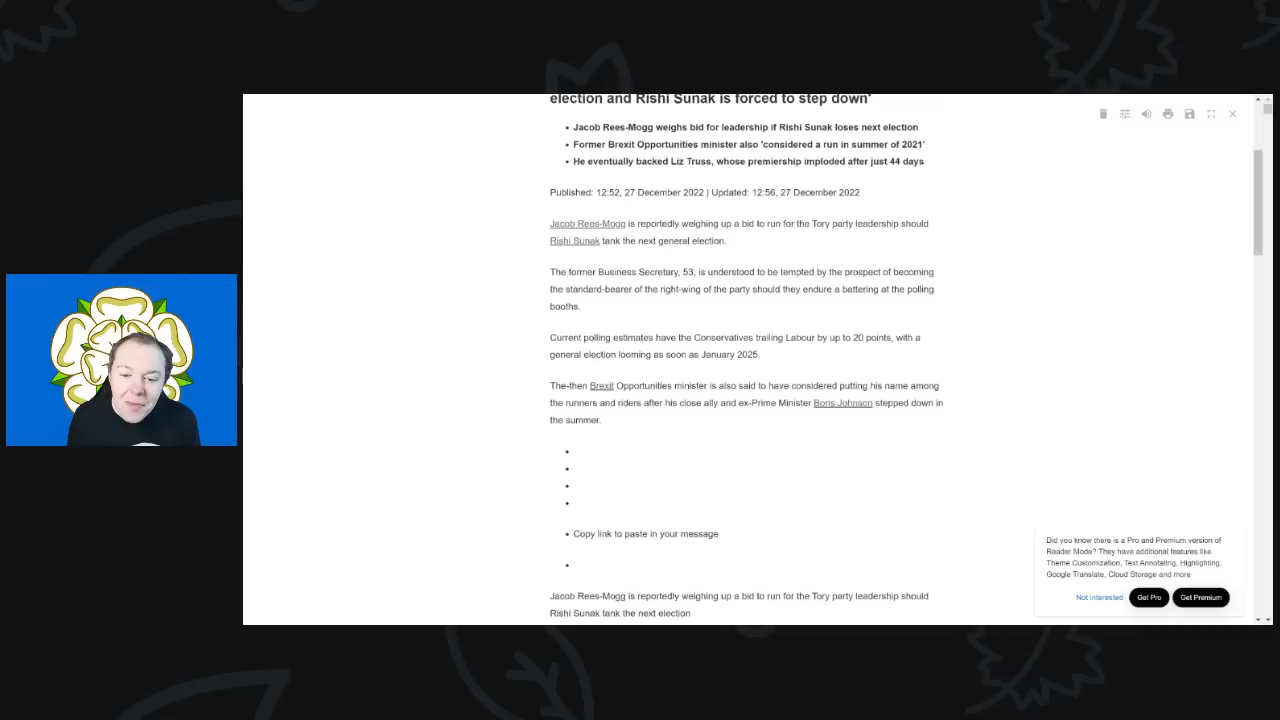 election and Rishi Sunak is forced to step down'
• Jacob Rees-Mogg weighs bid for leadership if Rishi Sunak loses next election
• Former Brexit Opportunities minister also 'considered a run in summer of 2021'
• He eventually backed Liz Truss, whose premiership imploded after just 44 days
Published: 12:52, 27 December 2022 | Updated: 12:56, 27 December 2022
Jacob Rees-Mogg is reportedly weighing up a bid to run for the Tory party leadership should
Rishi Sunak tank the next general election.
The former Business Secretary, 53, is understood to be tempted by the prospect of becoming
the standard-bearer of the right-wing of the party should they endure a battering at the polling
booths.
Current polling estimates have the Conservatives trailing Labour by up to 20 points, with a
general election looming as soon as January 2025.
The-then Brexit Opportunities minister is also said to have considered putting his name among
the runners and riders after his close ally and ex-Prime Minister Boris Johnson stepped down in
the summer.
• Copy link to paste in your message
Jacob Rees-Mogg is reportedly weighing up a bid to run for the Tory party leadership should
Rishi Sunak tank the next election
Did you know there is a Pro and Premium version of
Reader Mode? They have additional features like
Theme Customization, Text Annotating, Highlighting,
Google Translate, Cloud Storage and more
Not interested Get Pro Get Premium